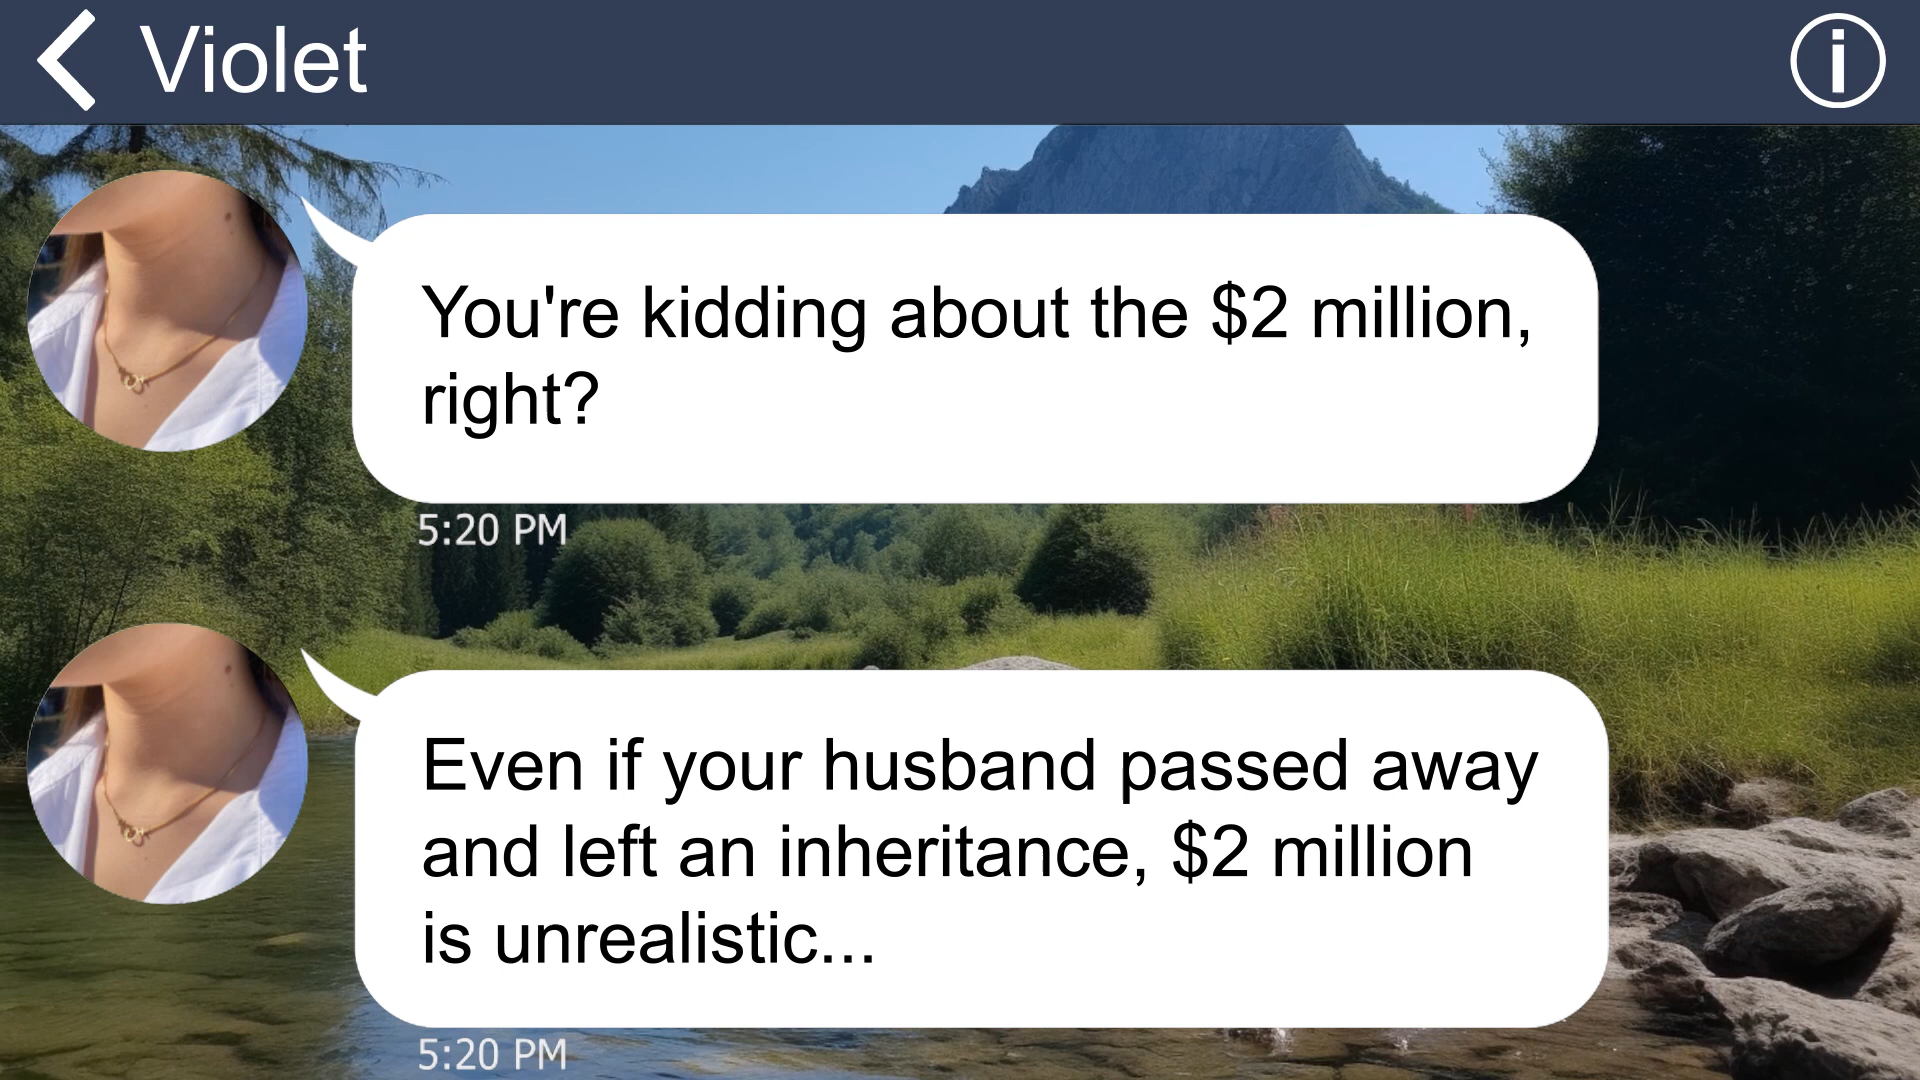 Violet
You're kidding about the $2 million,
right?
5:20 PM
Even if your husband passed away
and left an inheritance, $2 million
is unrealistic...
5:20 PM